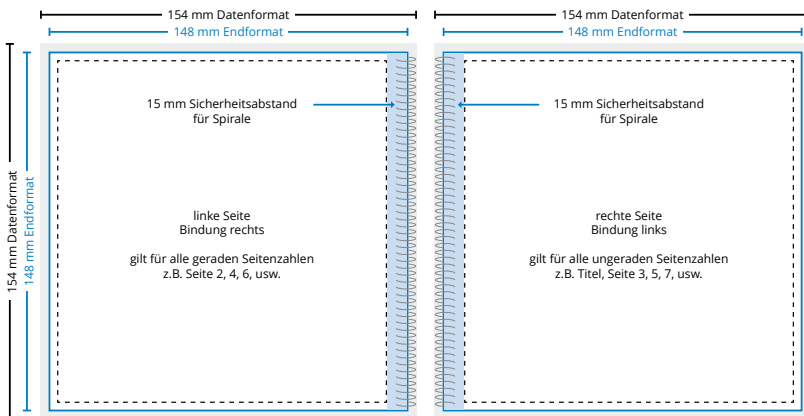 154 mm Datenformat
148 mm Endformat
154 mm Datenformat
148 mm Endformat
154 mm Datenformat
148 mm Endformat
15 mm Sicherheitsabstand
für Spirale
linke Seite
Bindung rechts
gilt für alle geraden Seitenzahlen
z.B. Seite 2, 4, 6, usw.
15 mm Sicherheitsabstand
für Spirale
rechte Seite
Bindung links
gilt für alle ungeraden Seitenzahlen
z.B. Titel, Seite 3, 5, 7, usw.